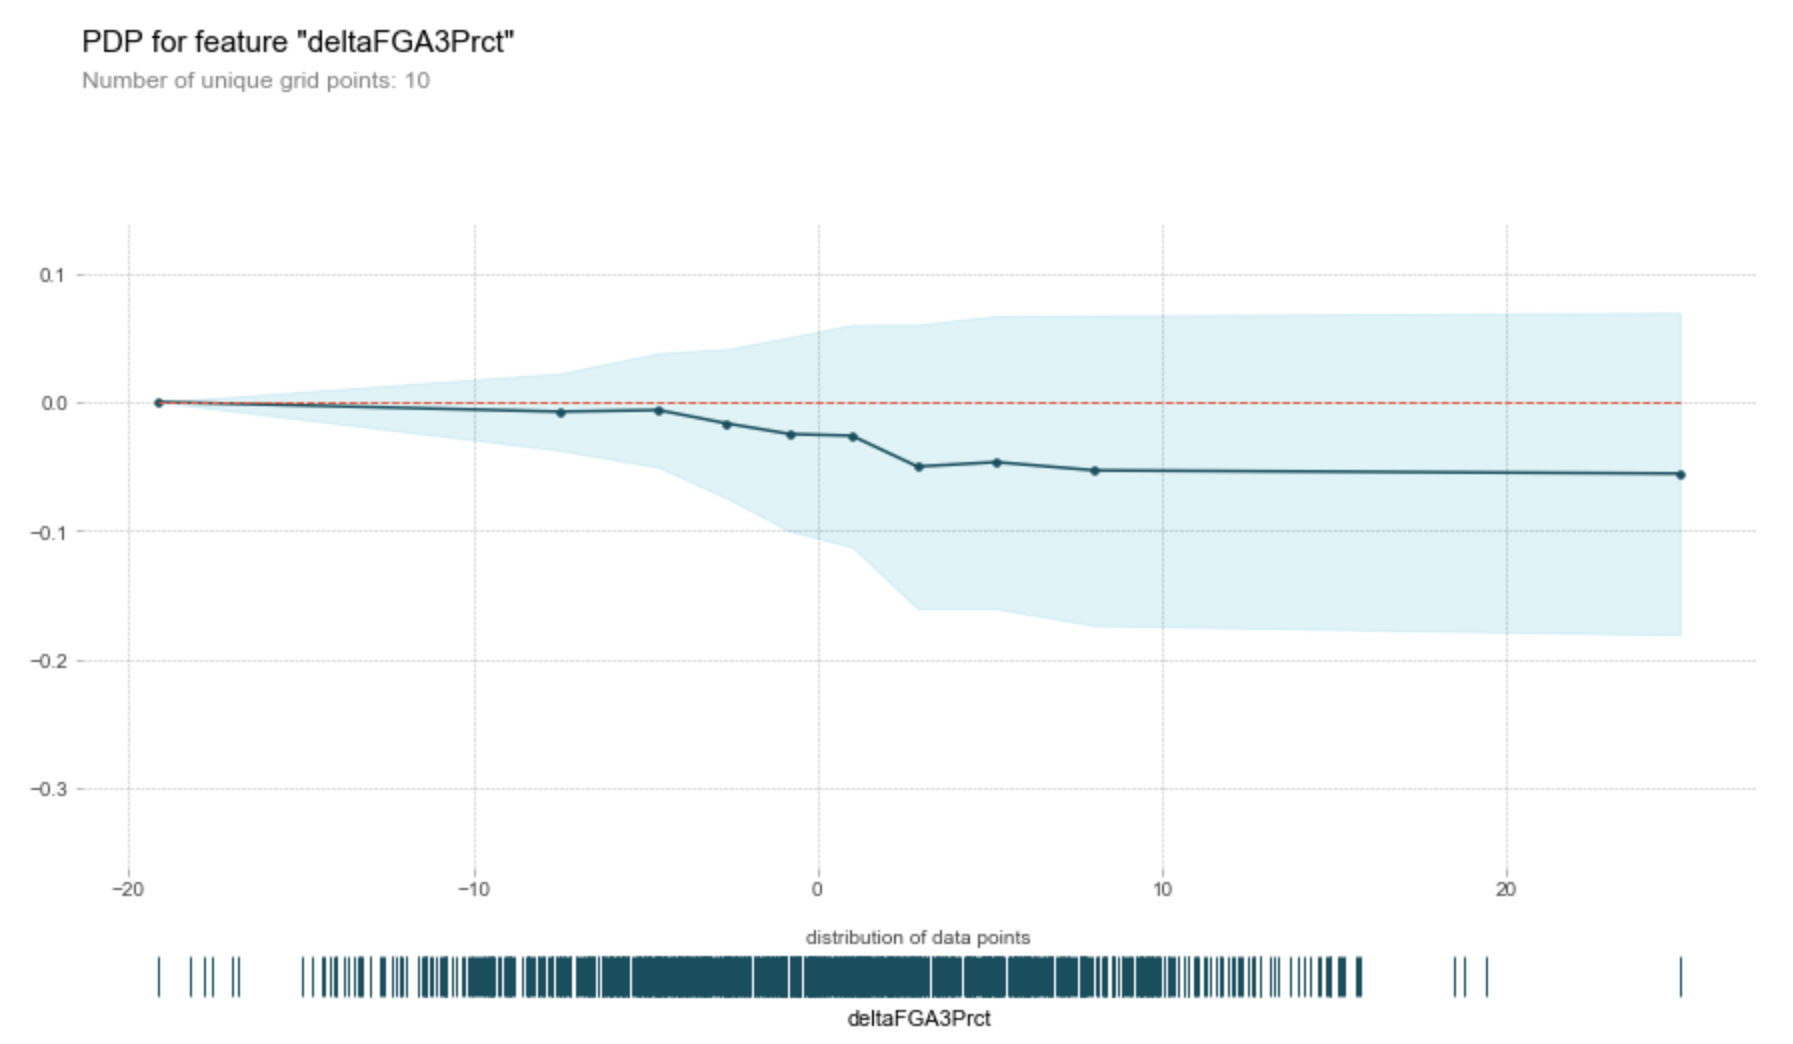 PDP for feature "deltaFGA3Prct"
Number of unique grid points: 10
0.1
0.0
−0.1
−0.2
−0.3
−20 −10 0 10 20
distribution of data points
deltaFGA3Prct